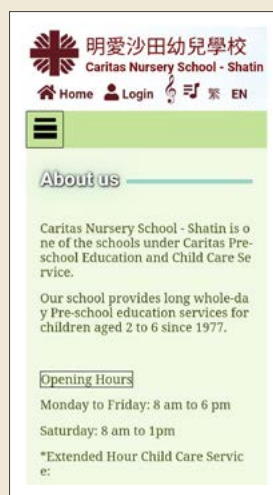 明愛沙田幼兒學校
Caritas Nursery School - Shatin
Home Login 繁 EN
About us
Caritas Nursery School - Shatin is o
ne of the schools under Caritas Pre-
school Education and Child Care Se
rvice.
Our school provides long whole-da
y Pre-school education services for
children aged 2 to 6 since 1977.
Opening Hours
Monday to Friday: 8 am to 6 pm
Saturday: 8 am to 1pm
*Extended Hour Child Care Servic
e: